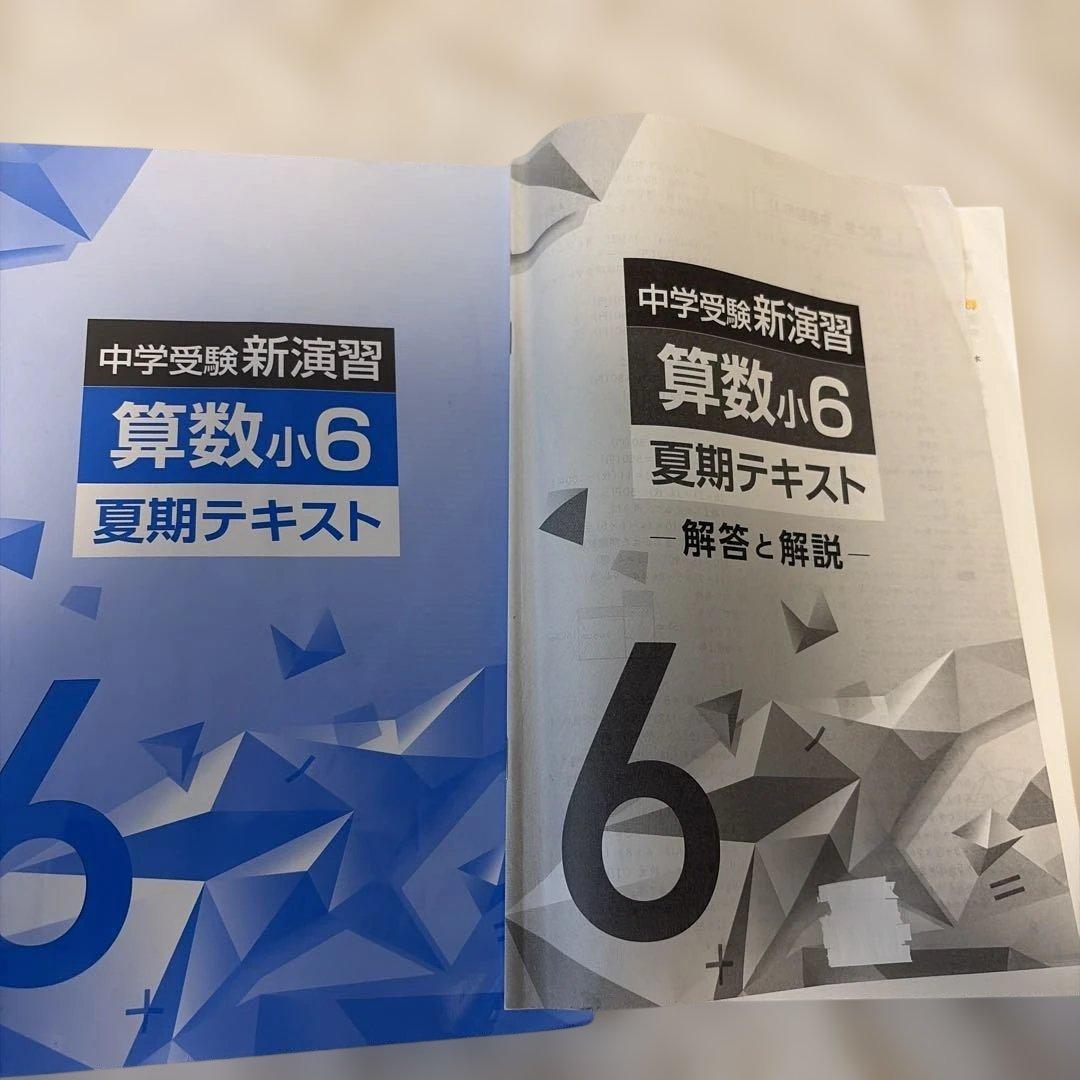 中学受験 新演習
算数 小6
夏期テキスト
6
中学受験 新演習
算数 小6
夏期テキスト
―解答と解説―
6